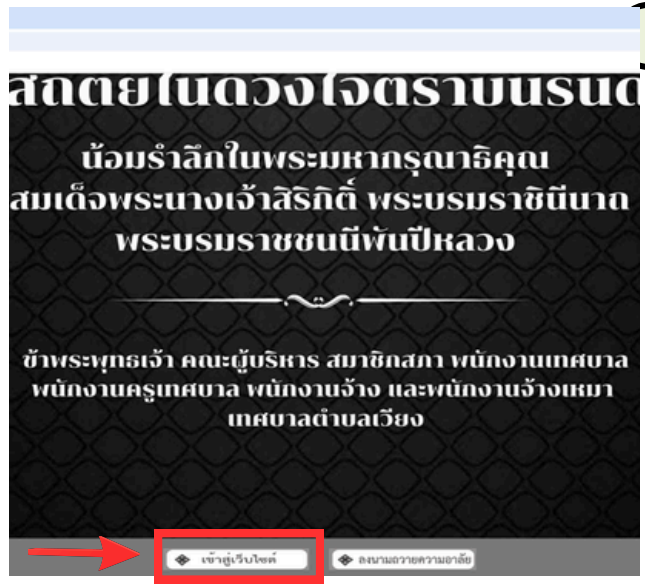 สถิตย์ในดวงใจตราบนิรันด
น้อมรำลึกในพระมหากรุณาธิคุณ
สมเด็จพระนางเจ้าสิริกิติ์ พระบรมราชินีนาถ
พระบรมราชชนนีพันปีหลวง
ข้าพระพุทธเจ้า คณะผู้บริหาร สมาชิกสภา พนักงานเทศบาล
พนักงานครูเทศบาล พนักงานจ้าง และพนักงานจ้างเหมา
เทศบาลตำบลเวียง
เข้าสู่เว็บไซต์
ลงนามถวายความอาลัย